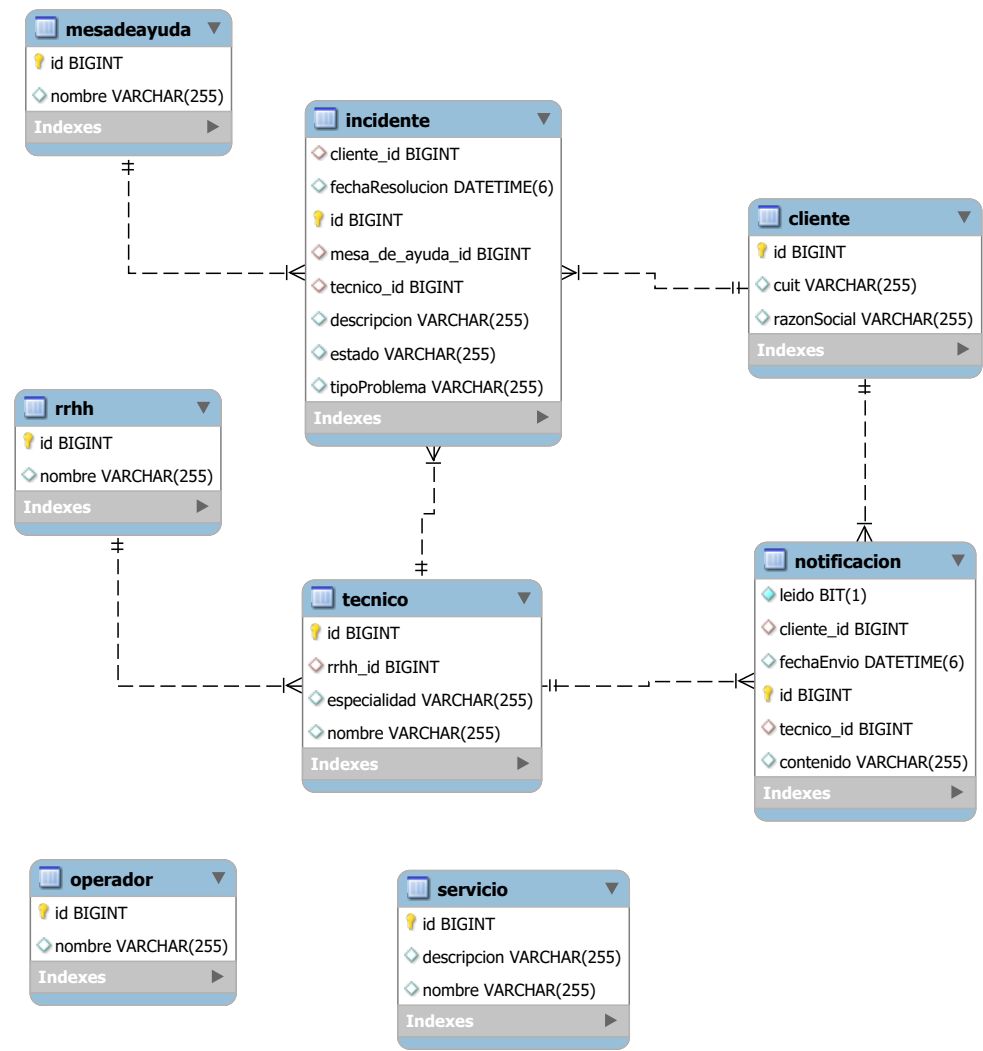 mesadeayuda
id BIGINT
nombre VARCHAR(255)
Indexes
incidente
cliente_id BIGINT
fechaResolucion DATETIME(6)
id BIGINT
mesa_de_ayuda_id BIGINT
tecnico_id BIGINT
descripcion VARCHAR(255)
estado VARCHAR(255)
tipoProblema VARCHAR(255)
Indexes
cliente
id BIGINT
cuit VARCHAR(255)
razonSocial VARCHAR(255)
Indexes
rrhh
id BIGINT
nombre VARCHAR(255)
Indexes
tecnico
id BIGINT
rrhh_id BIGINT
especialidad VARCHAR(255)
nombre VARCHAR(255)
Indexes
notificacion
leido BIT(1)
cliente_id BIGINT
fechaEnvio DATETIME(6)
id BIGINT
tecnico_id BIGINT
contenido VARCHAR(255)
Indexes
operador
id BIGINT
nombre VARCHAR(255)
Indexes
servicio
id BIGINT
descripcion VARCHAR(255)
nombre VARCHAR(255)
Indexes